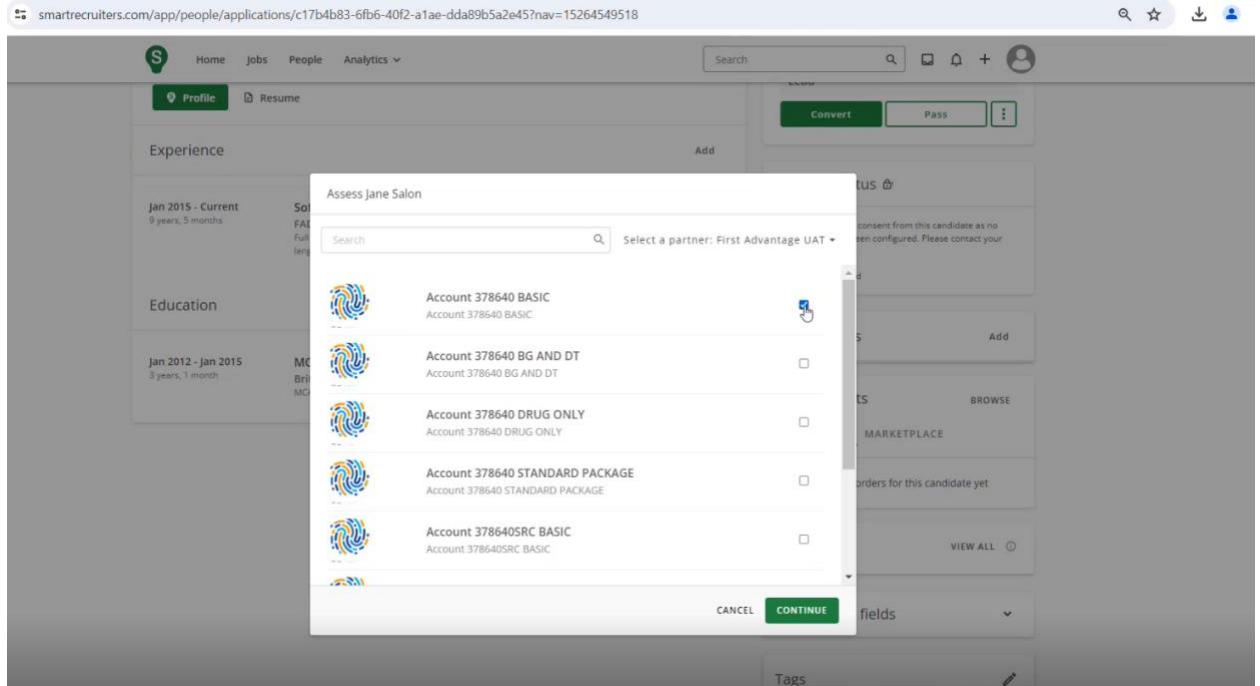 smartrecruiters.com/app/people/applications/c17b4b83-6fb6-40f2-a1ae-dda89b5a2e45?nav=15264549518
S Home Jobs People Analytics Search
Profile Resume
Convert Pass
Experience Add
Jan 2015 - Current
9 years, 5 months
Education
Jan 2012 - Jan 2015
3 years, 1 month
Assess Jane Salon
Search Select a partner: First Advantage UAT
Account 378640 BASIC
Account 378640 BASIC
Account 378640 BG AND DT
Account 378640 BG AND DT
Account 378640 DRUG ONLY
Account 378640 DRUG ONLY
Account 378640 STANDARD PACKAGE
Account 378640 STANDARD PACKAGE
Account 378640SRC BASIC
Account 378640SRC BASIC
CANCEL CONTINUE
consent from this candidate as no
configured. Please contact your
Add
BROWSE
MARKETPLACE
orders for this candidate yet
VIEW ALL
fields
Tags